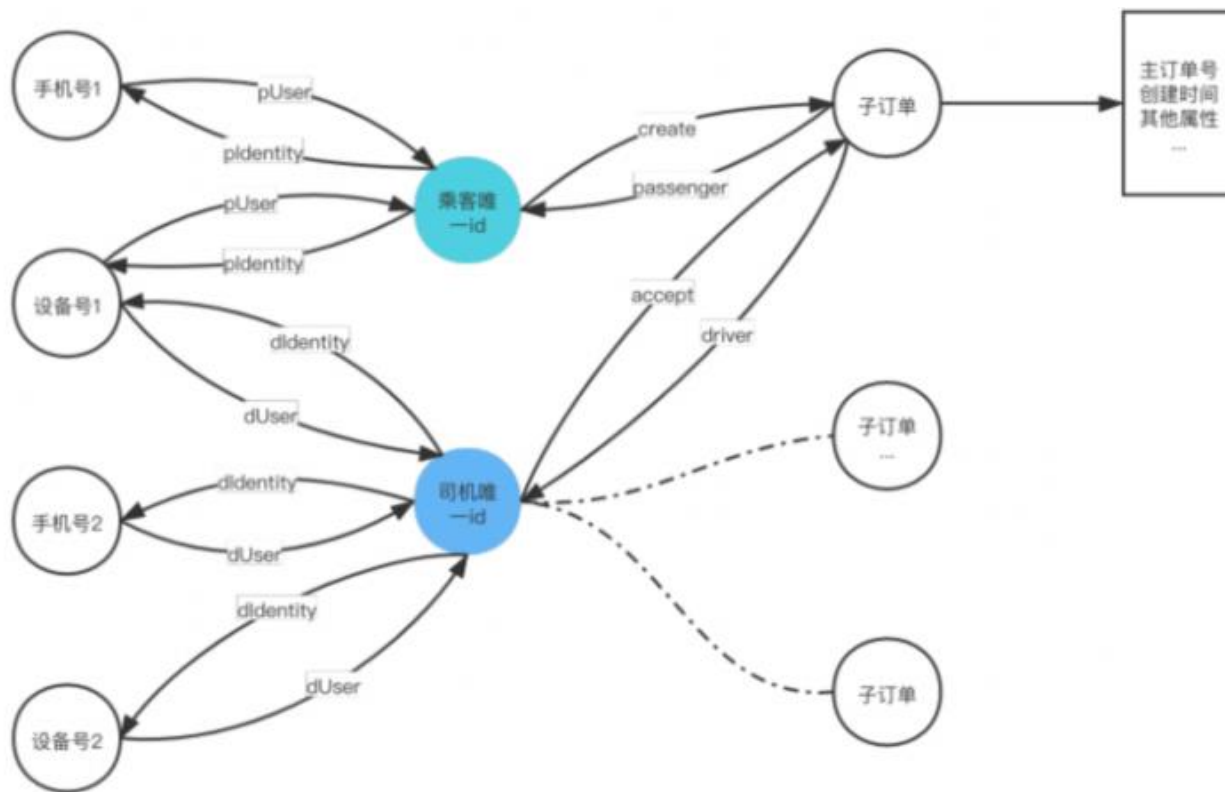 手机号1
pUser
pIdentity
pUser
pIdentity
设备号1
dIdentity
dUser
手机号2
dIdentity
dUser
dIdentity
dUser
设备号2
乘客唯
一id
司机唯
一id
create
passenger
accept
driver
子订单
子订单
...
子订单
主订单号
创建时间
其他属性
...